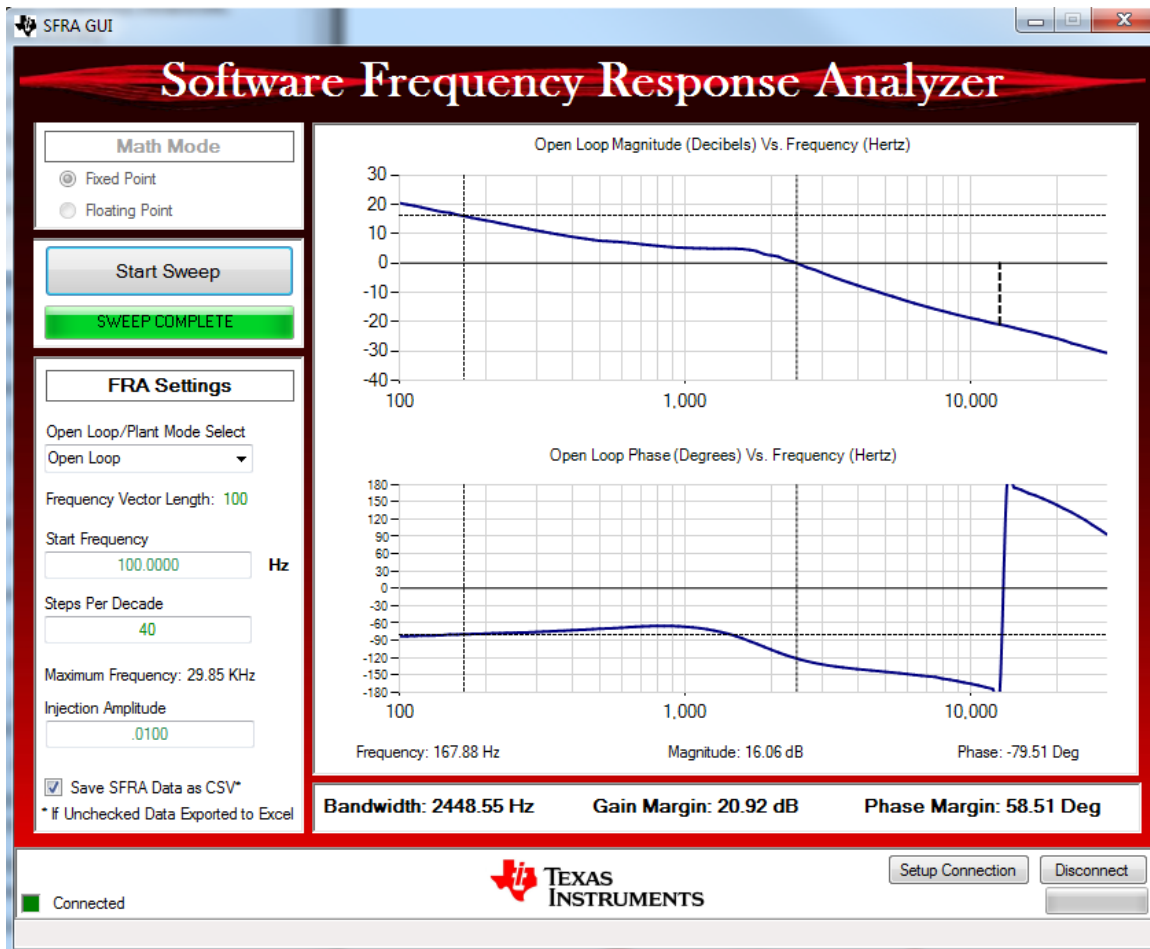 SFRA GUI
Software Frequency Response Analyzer
Math Mode
Fixed Point
Floating Point
Start Sweep
SWEEP COMPLETE
FRA Settings
Open Loop/Plant Mode Select
Open Loop
Frequency Vector Length: 100
Start Frequency
100.0000 Hz
Steps Per Decade
40
Maximum Frequency: 29.85 KHz
Injection Amplitude
.0100
Save SFRA Data as CSV*
* If Unchecked Data Exported to Excel
Open Loop Magnitude (Decibels) Vs. Frequency (Hertz)
30
20
10
0
-10
-20
-30
-40
100 1,000 10,000
Open Loop Phase (Degrees) Vs. Frequency (Hertz)
180
150
120
90
60
30
0
-30
-60
-90
-120
-150
-180
100 1,000 10,000
Frequency: 167.88 Hz Magnitude: 16.06 dB Phase: -79.51 Deg
Bandwidth: 2448.55 Hz Gain Margin: 20.92 dB Phase Margin: 58.51 Deg
Connected
TEXAS
INSTRUMENTS
Setup Connection Disconnect